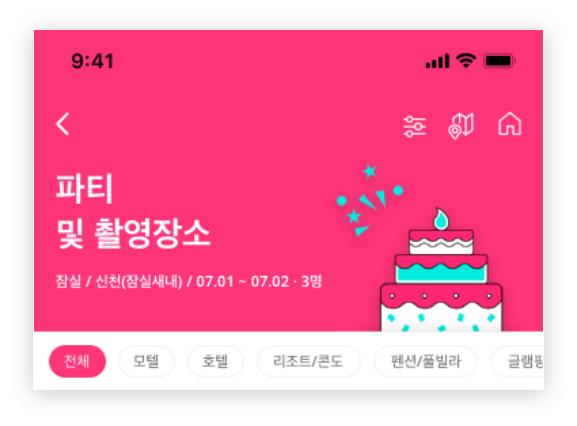 9:41
파티
및 촬영장소
잠실 / 신천(잠실새내) / 07.01 ~ 07.02 · 3명
전체 모텔 호텔 리조트/콘도 펜션/풀빌라 글램핑